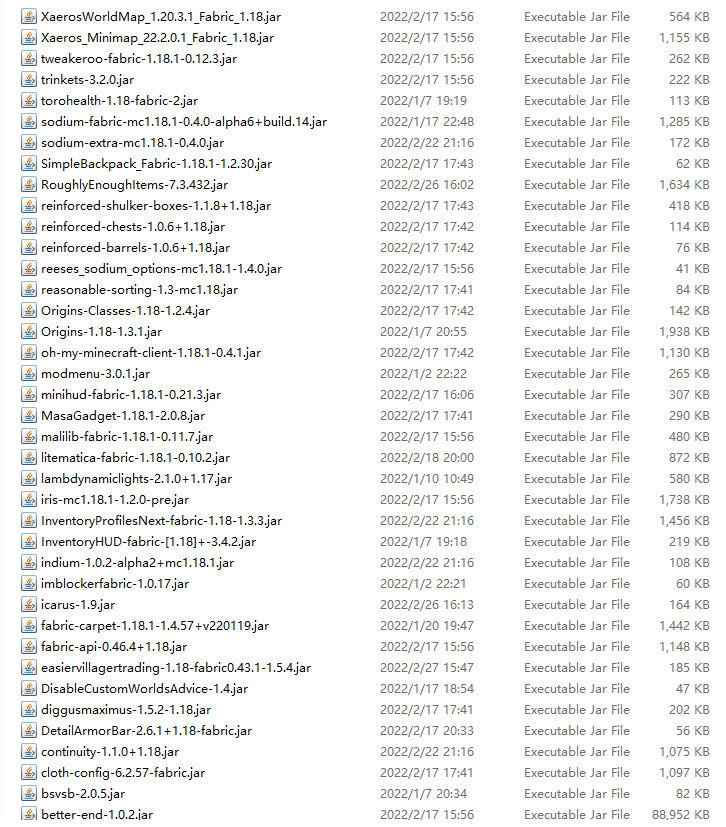 XaerosWorldMap_1.20.3.1_Fabric_1.18.jar 2022/2/17 15:56 Executable Jar File 564 KB
Xaeros_Minimap_22.2.0.1_Fabric_1.18.jar 2022/2/17 15:56 Executable Jar File 1,155 KB
tweakeroo-fabric-1.18.1-0.12.3.jar 2022/2/17 15:56 Executable Jar File 262 KB
trinkets-3.2.0.jar 2022/2/17 15:56 Executable Jar File 222 KB
torohealth-1.18-fabric-2.jar 2022/1/7 19:19 Executable Jar File 113 KB
sodium-fabric-mc1.18.1-0.4.0-alpha6+build.14.jar 2022/1/17 22:48 Executable Jar File 1,285 KB
sodium-extra-mc1.18.1-0.4.0.jar 2022/2/22 21:16 Executable Jar File 172 KB
SimpleBackpack_Fabric-1.18.1-1.2.30.jar 2022/2/17 17:43 Executable Jar File 62 KB
RoughlyEnoughItems-7.3.432.jar 2022/2/26 16:02 Executable Jar File 1,634 KB
reinforced-shulker-boxes-1.1.8+1.18.jar 2022/2/17 17:43 Executable Jar File 418 KB
reinforced-chests-1.0.6+1.18.jar 2022/2/17 17:42 Executable Jar File 114 KB
reinforced-barrels-1.0.6+1.18.jar 2022/2/17 17:42 Executable Jar File 76 KB
reeses_sodium_options-mc1.18.1-1.4.0.jar 2022/2/17 15:56 Executable Jar File 41 KB
reasonable-sorting-1.3-mc1.18.jar 2022/2/17 17:41 Executable Jar File 84 KB
Origins-Classes-1.18-1.2.4.jar 2022/2/17 17:42 Executable Jar File 142 KB
Origins-1.18-1.3.1.jar 2022/1/7 20:55 Executable Jar File 1,938 KB
oh-my-minecraft-client-1.18.1-0.4.1.jar 2022/2/17 17:42 Executable Jar File 1,130 KB
modmenu-3.0.1.jar 2022/1/2 22:22 Executable Jar File 265 KB
minihud-fabric-1.18.1-0.21.3.jar 2022/2/17 16:06 Executable Jar File 307 KB
MasaGadget-1.18.1-2.0.8.jar 2022/2/17 17:41 Executable Jar File 290 KB
malilib-fabric-1.18.1-0.11.7.jar 2022/2/17 15:56 Executable Jar File 480 KB
litematica-fabric-1.18.1-0.10.2.jar 2022/2/18 20:00 Executable Jar File 872 KB
lambdynamiclights-2.1.0+1.17.jar 2022/1/10 10:49 Executable Jar File 580 KB
iris-mc1.18.1-1.2.0-pre.jar 2022/2/17 15:56 Executable Jar File 1,738 KB
InventoryProfilesNext-fabric-1.18-1.3.3.jar 2022/2/22 21:16 Executable Jar File 1,456 KB
InventoryHUD-fabric-[1.18]+-3.4.2.jar 2022/1/7 19:18 Executable Jar File 219 KB
indium-1.0.2-alpha2+mc1.18.1.jar 2022/2/22 21:16 Executable Jar File 108 KB
imblockerfabric-1.0.17.jar 2022/1/2 22:21 Executable Jar File 60 KB
icarus-1.9.jar 2022/2/26 16:13 Executable Jar File 164 KB
fabric-carpet-1.18.1-1.4.57+v220119.jar 2022/1/20 19:47 Executable Jar File 1,442 KB
fabric-api-0.46.4+1.18.jar 2022/2/17 15:56 Executable Jar File 1,148 KB
easiervillagertrading-1.18-fabric0.43.1-1.5.4.jar 2022/2/27 15:47 Executable Jar File 185 KB
DisableCustomWorldsAdvice-1.4.jar 2022/1/17 18:54 Executable Jar File 47 KB
diggusmaximus-1.5.2-1.18.jar 2022/2/17 17:41 Executable Jar File 202 KB
DetailArmorBar-2.6.1+1.18-fabric.jar 2022/2/17 20:33 Executable Jar File 56 KB
continuity-1.1.0+1.18.jar 2022/2/22 21:16 Executable Jar File 1,075 KB
cloth-config-6.2.57-fabric.jar 2022/2/17 17:41 Executable Jar File 1,097 KB
bsvsb-2.0.5.jar 2022/1/7 20:34 Executable Jar File 82 KB
better-end-1.0.2.jar 2022/2/17 15:56 Executable Jar File 88,952 KB